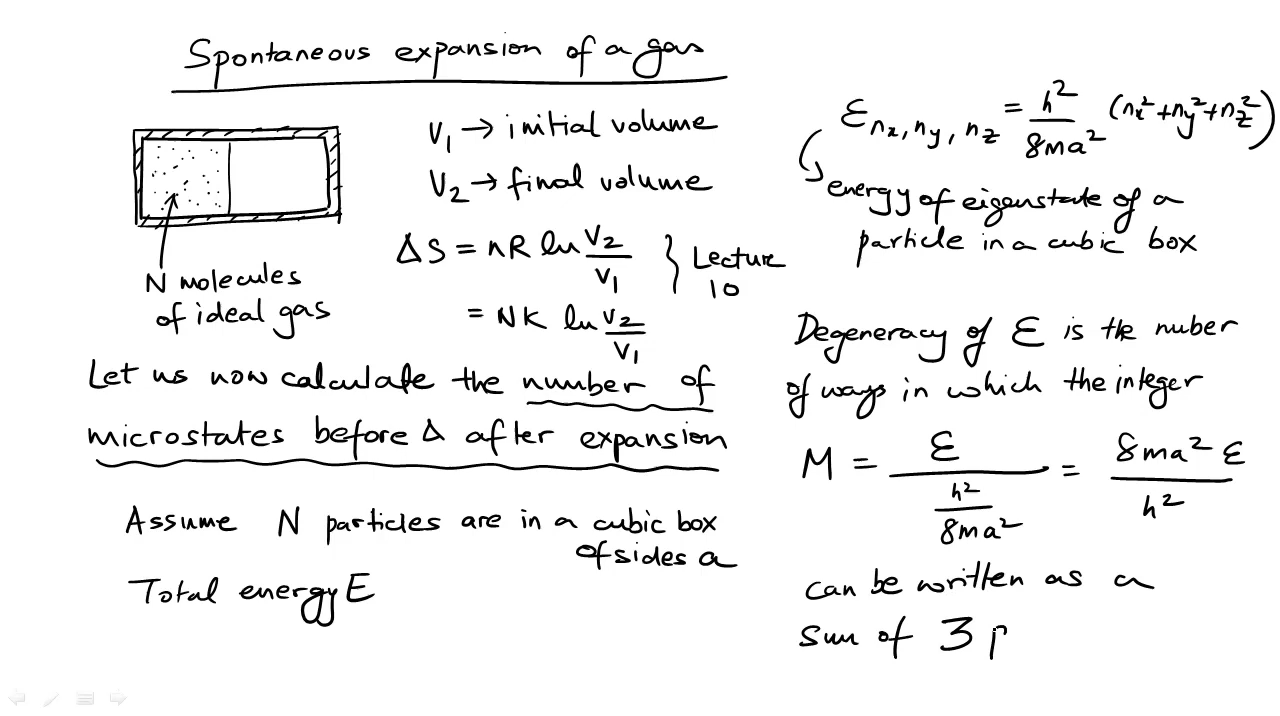 Spontaneous expansion of a gas
V₁ → initial volume
V₂ → final volume
N molecules
of ideal gas
ΔS = nR ln V₂/V₁ } Lecture 10
= NK ln V₂/V₁
Let us now calculate the number of
microstates before & after expansion
Assume N particles are in a cubic box
of sides a
Total energy E
ε nx, ny, nz = h²/8ma² (nx²+ny²+nz²)
energy of eigenstate of a
particle in a cubic box
Degeneracy of ε is the nuber
of ways in which the integer
M = ε / (h²/8ma²) = 8ma² ε / h²
can be written as a
sum of 3 p